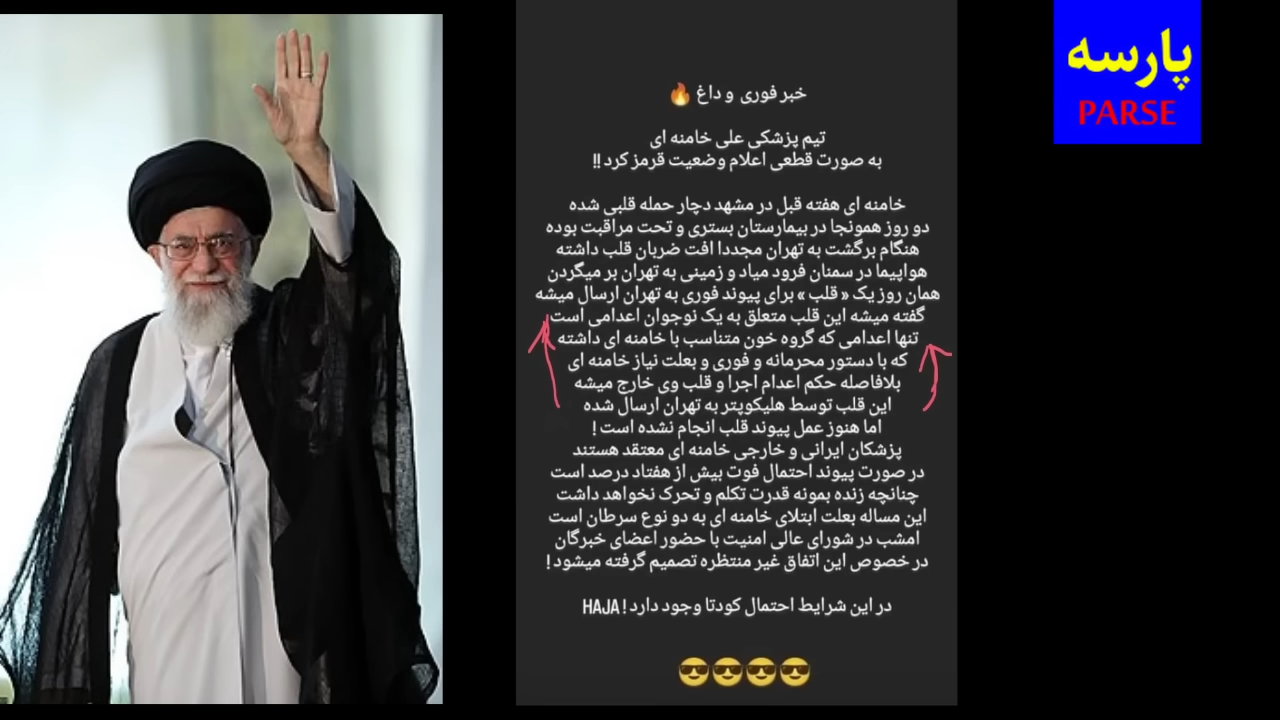 پارسه
PARSE
خبر فوری و داغ 🔥
تیم پزشکی علی خامنه ای
به صورت قطعی اعلام وضعیت قرمز کرد !!
خامنه ای هفته قبل در مشهد دچار حمله قلبی شده
دو روز همونجا در بیمارستان بستری و تحت مراقبت بوده
هنگام برگشت به تهران مجددا افت ضربان قلب داشته
هواپیما در سمنان فرود میاد و زمینی به تهران بر میگردن
همان روز یک « قلب » برای پیوند فوری به تهران ارسال میشه
گفته میشه این قلب متعلق به یک نوجوان اعدامی است
تنها اعدامی که گروه خون متناسب با خامنه ای داشته
که با دستور محرمانه و فوری و بعلت نیاز خامنه ای
بلافاصله حکم اعدام اجرا و قلب وی خارج میشه
این قلب توسط هلیکوپتر به تهران ارسال شده
اما هنوز عمل پیوند قلب انجام نشده است !
پزشکان ایرانی و خارجی خامنه ای معتقد هستند
در صورت پیوند احتمال فوت بیش از هفتاد درصد است
چنانچه زنده بمونه قدرت تکلم و تحرک نخواهد داشت
این مساله بعلت ابتلای خامنه ای به دو نوع سرطان است
امشب در شورای عالی امنیت با حضور اعضای خبرگان
در خصوص این اتفاق غیر منتظره تصمیم گرفته میشود !
در این شرایط احتمال کودتا وجود دارد ! HAJA
😎😎😎😎